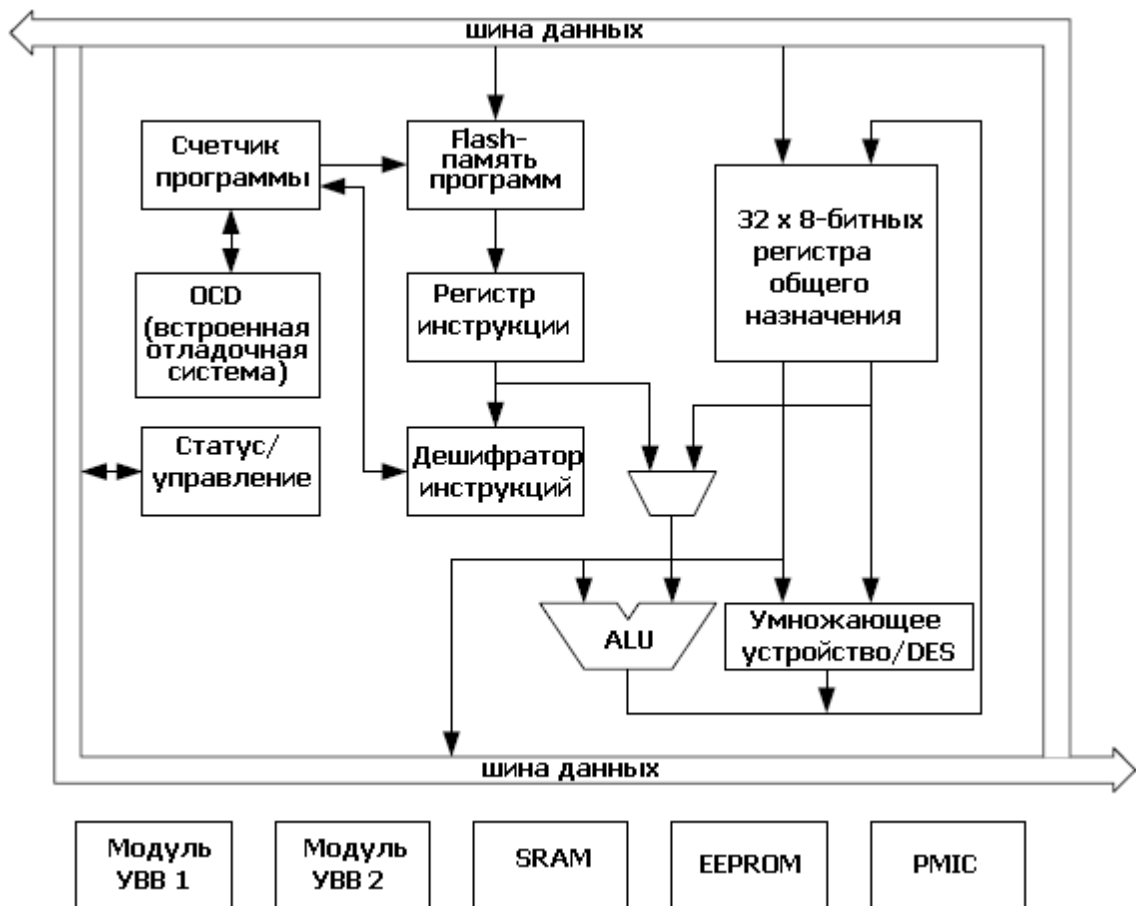 шина данных
Счетчик
программы
Flash-
память
программ
32 x 8-битных
регистра
общего
назначения
OCD
(встроенная
отладочная
система)
Регистр
инструкции
Статус/
управление
Дешифратор
инструкций
ALU
Умножающее
устройство/DES
шина данных
Модуль
УВВ 1
Модуль
УВВ 2
SRAM
EEPROM
PMIC